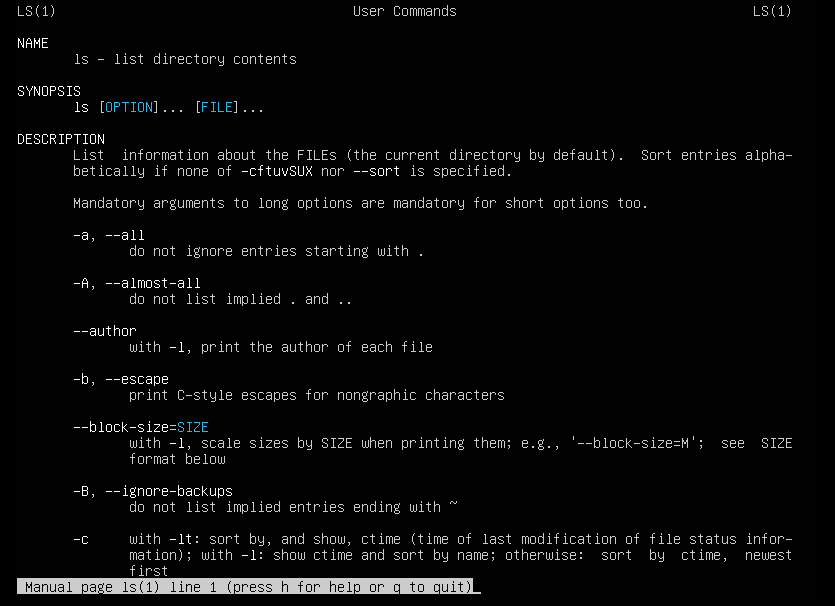 LS(1) User Commands LS(1)
NAME
ls - list directory contents
SYNOPSIS
ls [OPTION]... [FILE]...
DESCRIPTION
List information about the FILEs (the current directory by default). Sort entries alpha-
betically if none of -cftuvSUX nor --sort is specified.
Mandatory arguments to long options are mandatory for short options too.
-a, --all
do not ignore entries starting with .
-A, --almost-all
do not list implied . and ..
--author
with -l, print the author of each file
-b, --escape
print C-style escapes for nongraphic characters
--block-size=SIZE
with -l, scale sizes by SIZE when printing them; e.g., '--block-size=M'; see SIZE
format below
-B, --ignore-backups
do not list implied entries ending with ~
-c with -lt: sort by, and show, ctime (time of last modification of file status infor-
mation); with -l: show ctime and sort by name; otherwise: sort by ctime, newest
first
Manual page ls(1) line 1 (press h for help or q to quit)